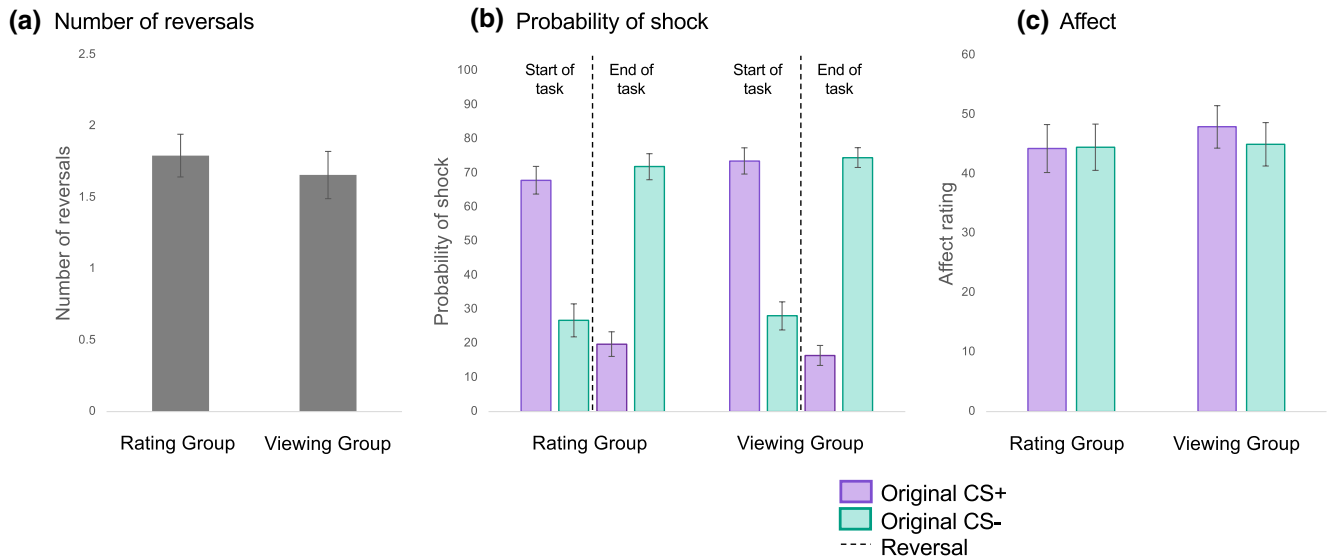 (a) Number of reversals
2.5
2
1.5
1
0.5
0
Number of reversals
Rating Group
Viewing Group
(b) Probability of shock
100
90
80
70
60
50
40
30
20
10
0
Probability of shock
Start of
task
End of
task
Start of
task
End of
task
Rating Group
Viewing Group
(c) Affect
60
50
40
30
20
10
0
Affect rating
Rating Group
Viewing Group
Original CS+
Original CS-
Reversal